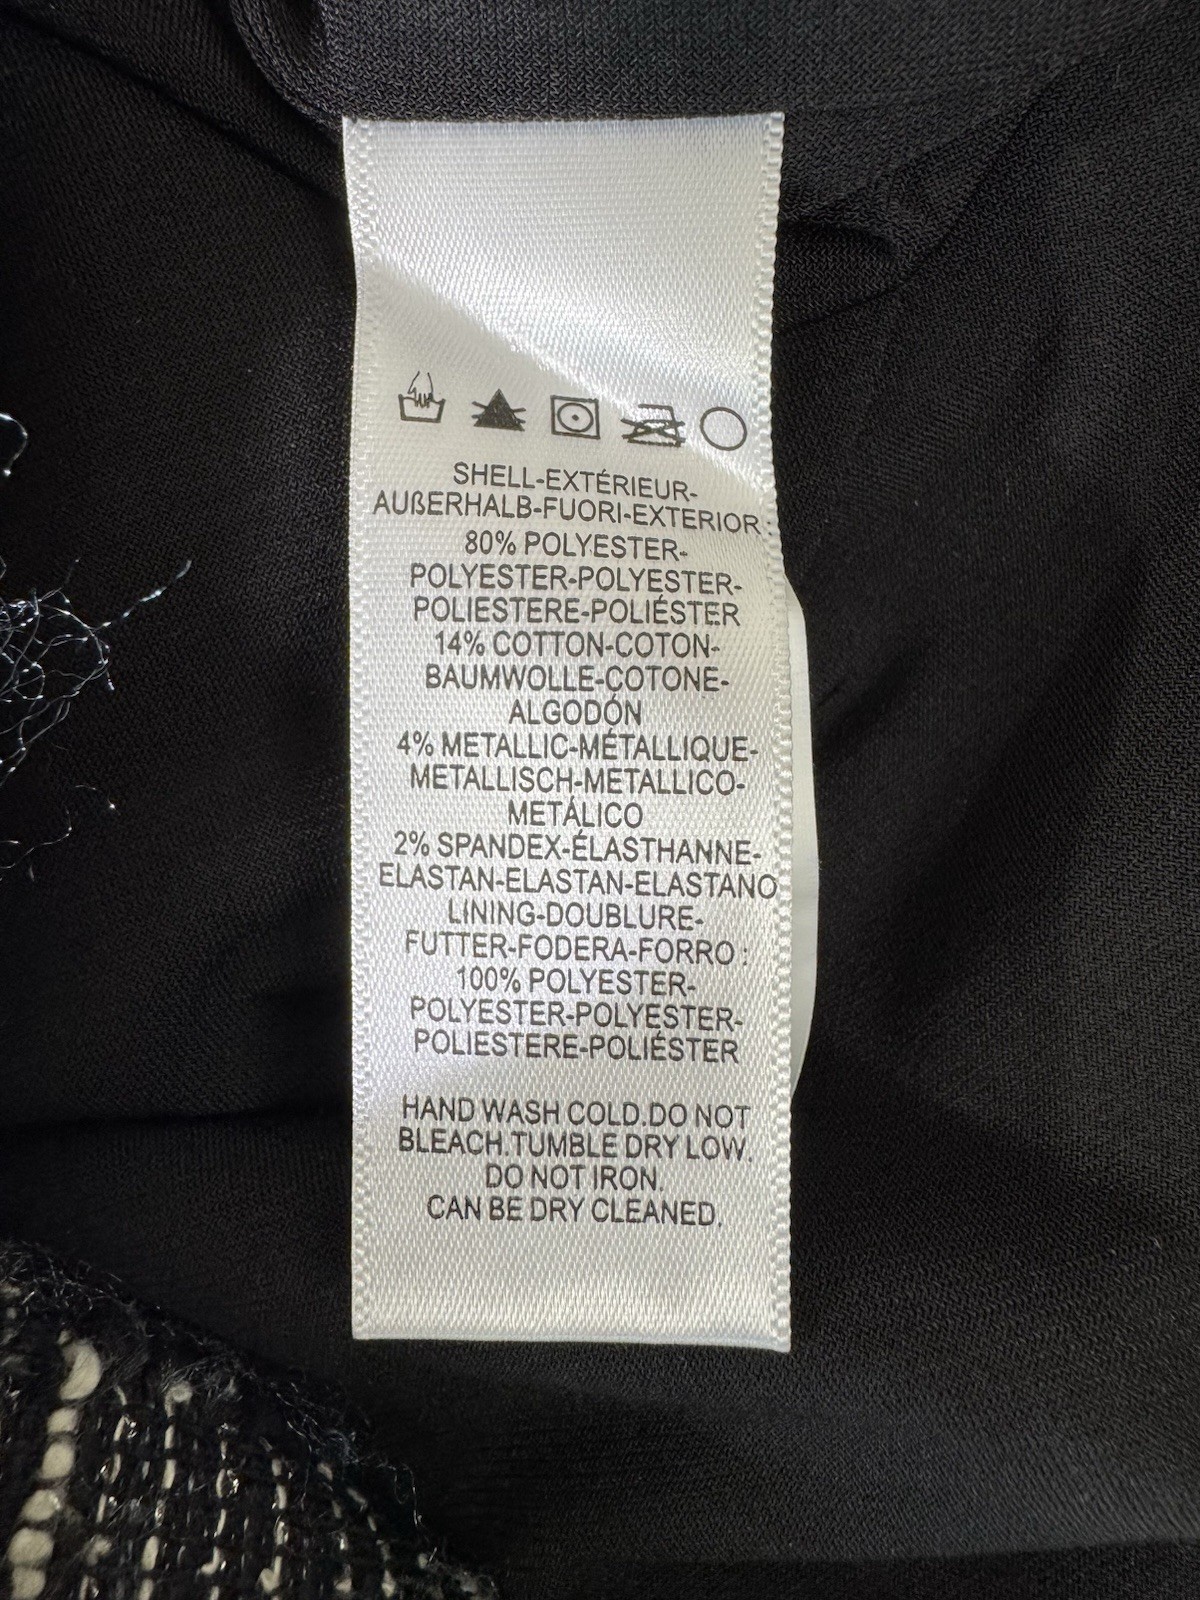 SHELL-EXTÉRIEUR-
AUßERHALB-FUORI-EXTERIOR:
80% POLYESTER-
POLYESTER-POLYESTER-
POLIESTERE-POLIÉSTER
14% COTTON-COTON-
BAUMWOLLE-COTONE-
ALGODÓN
4% METALLIC-MÉTALLIQUE-
METALLISCH-METALLICO-
METÁLICO
2% SPANDEX-ÉLASTHANNE-
ELASTAN-ELASTAN-ELASTANO
LINING-DOUBLURE-
FUTTER-FODERA-FORRO :
100% POLYESTER-
POLYESTER-POLYESTER-
POLIESTERE-POLIÉSTER
HAND WASH COLD.DO NOT
BLEACH.TUMBLE DRY LOW.
DO NOT IRON.
CAN BE DRY CLEANED.